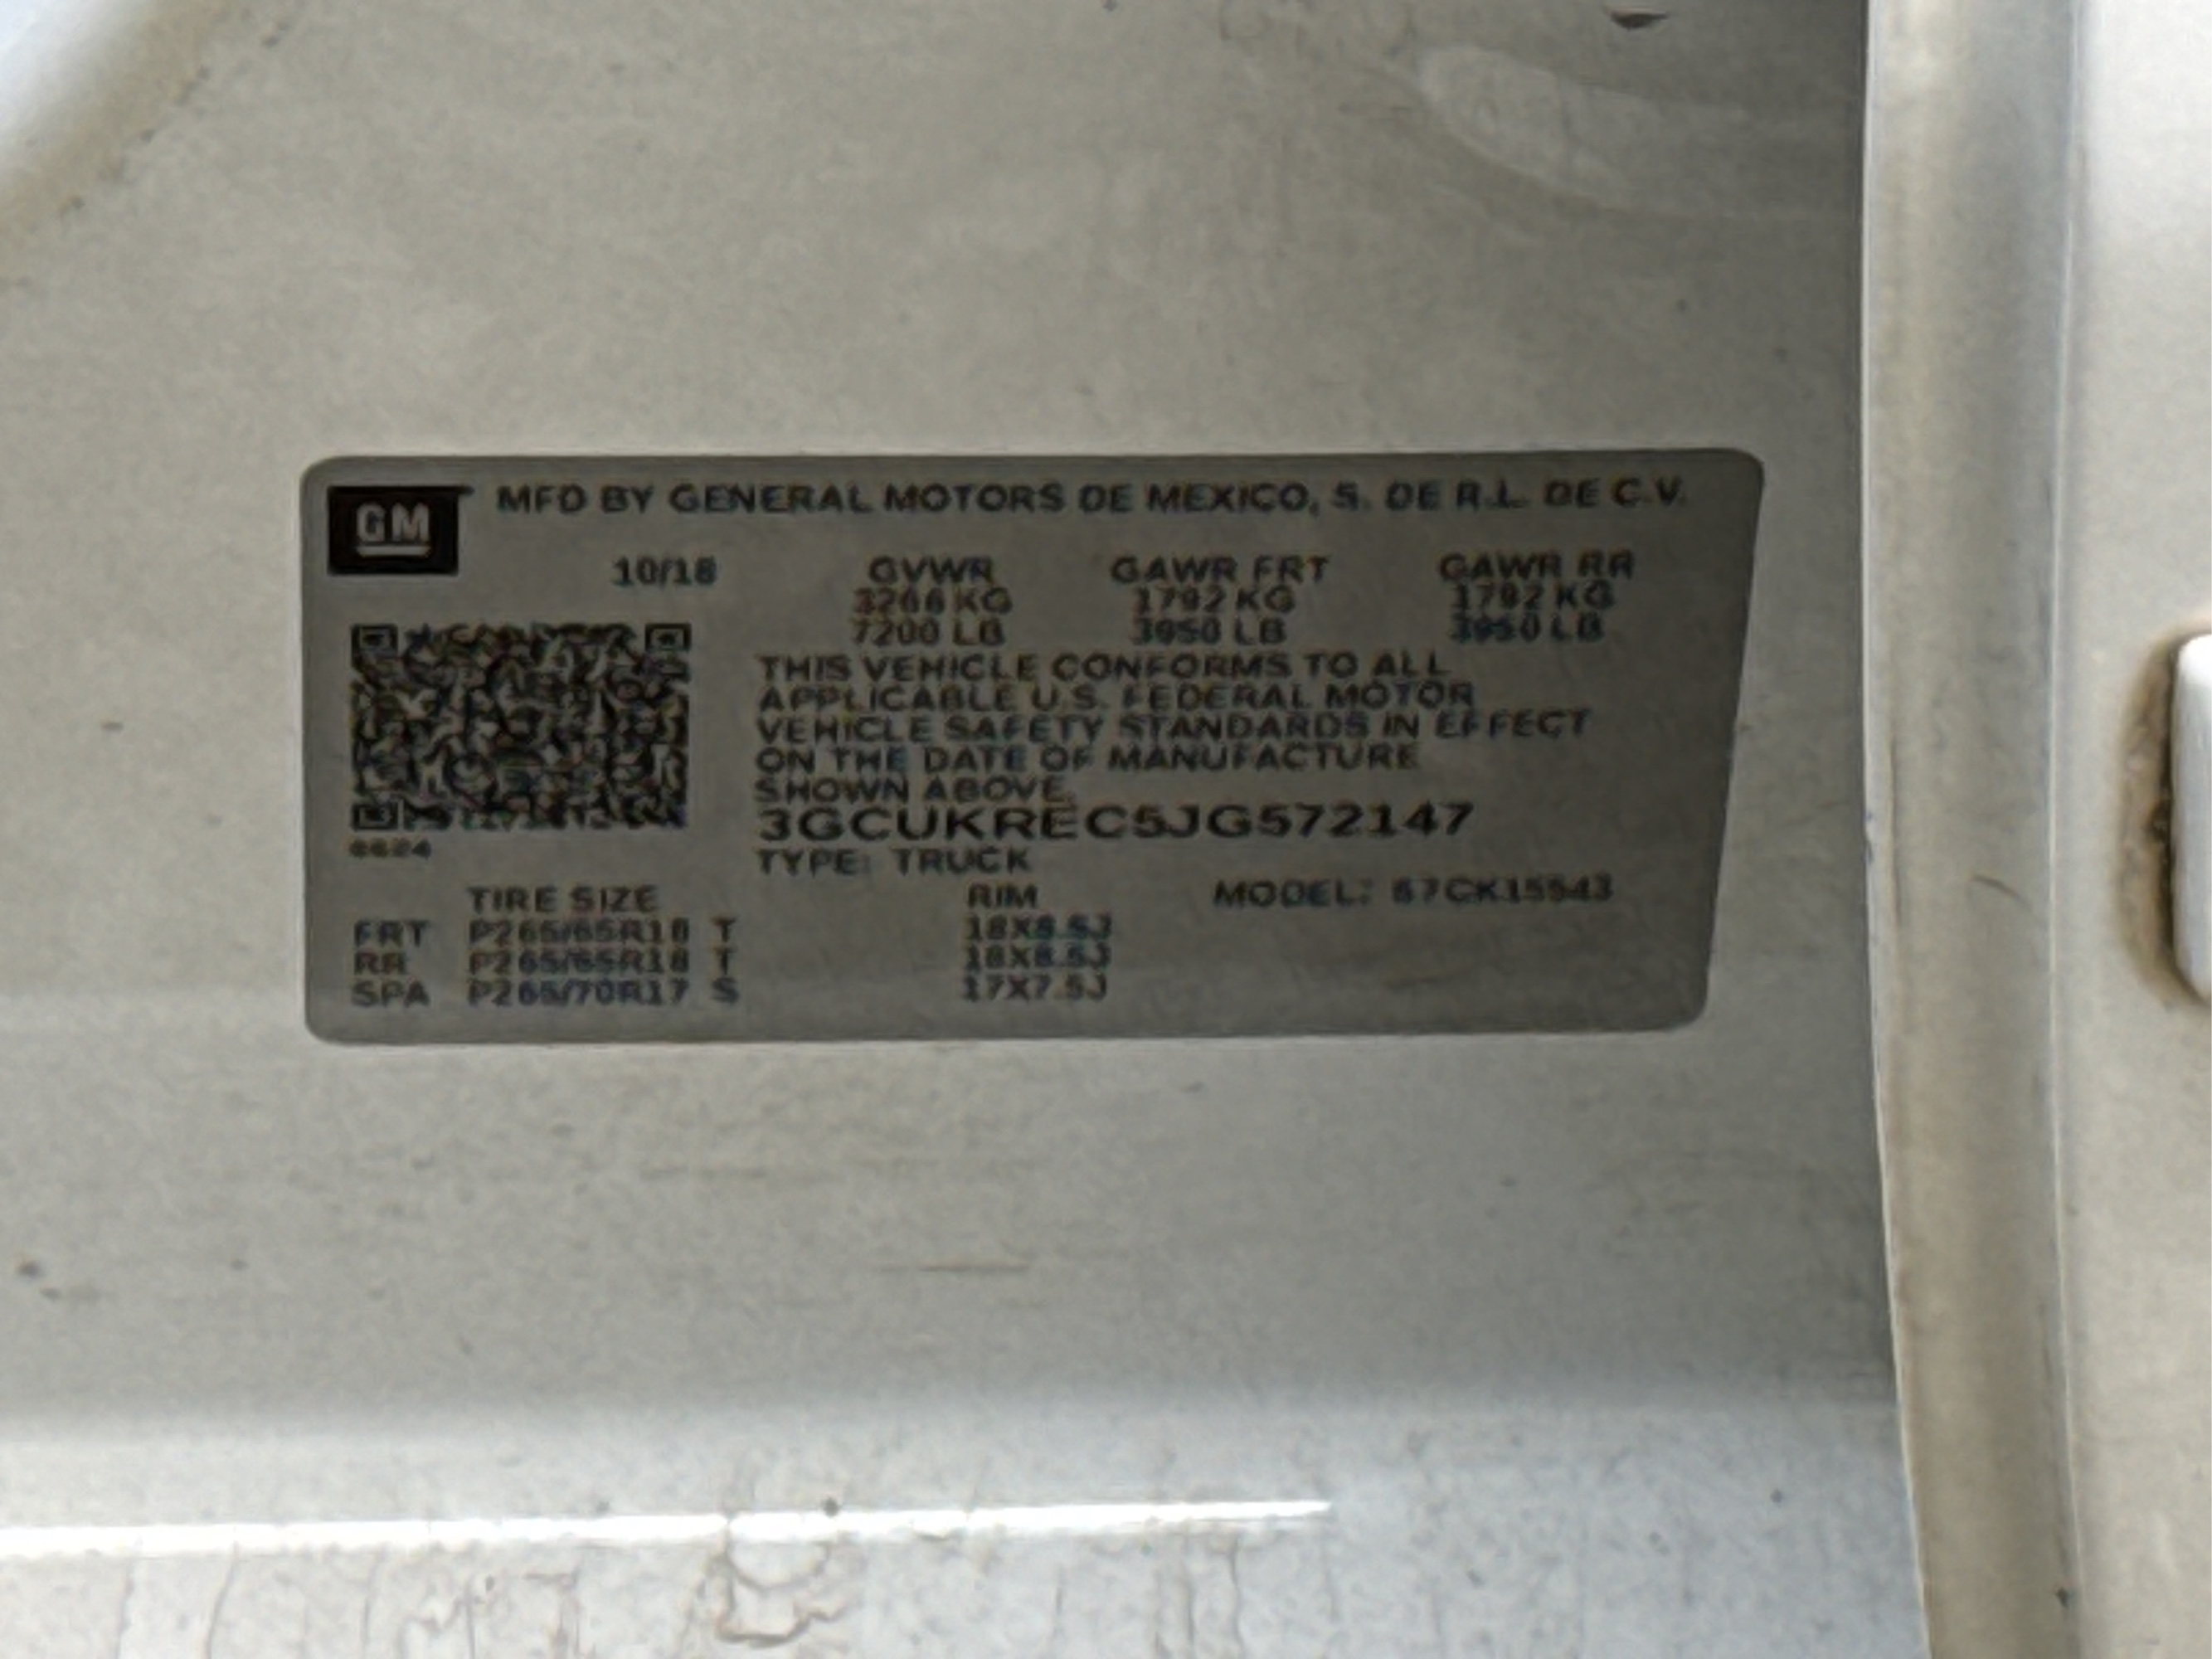 GM
MFD BY GENERAL MOTORS DE MEXICO, S. DE R.L. DE C.V.
10/18 GVWR GAWR FRT GAWR RR
3266 KG 1792 KG 1792 KG
7200 LB 3950 LB 3950 LB
THIS VEHICLE CONFORMS TO ALL
APPLICABLE U.S. FEDERAL MOTOR
VEHICLE SAFETY STANDARDS IN EFFECT
ON THE DATE OF MANUFACTURE
SHOWN ABOVE.
3GCUKREC5JG572147
TYPE: TRUCK
TIRE SIZE RIM MODEL:
FRT P265/65R18 T 18X8.5J
RR P265/65R18 T 18X8.5J
SPA P265/70R17 S 17X7.5J